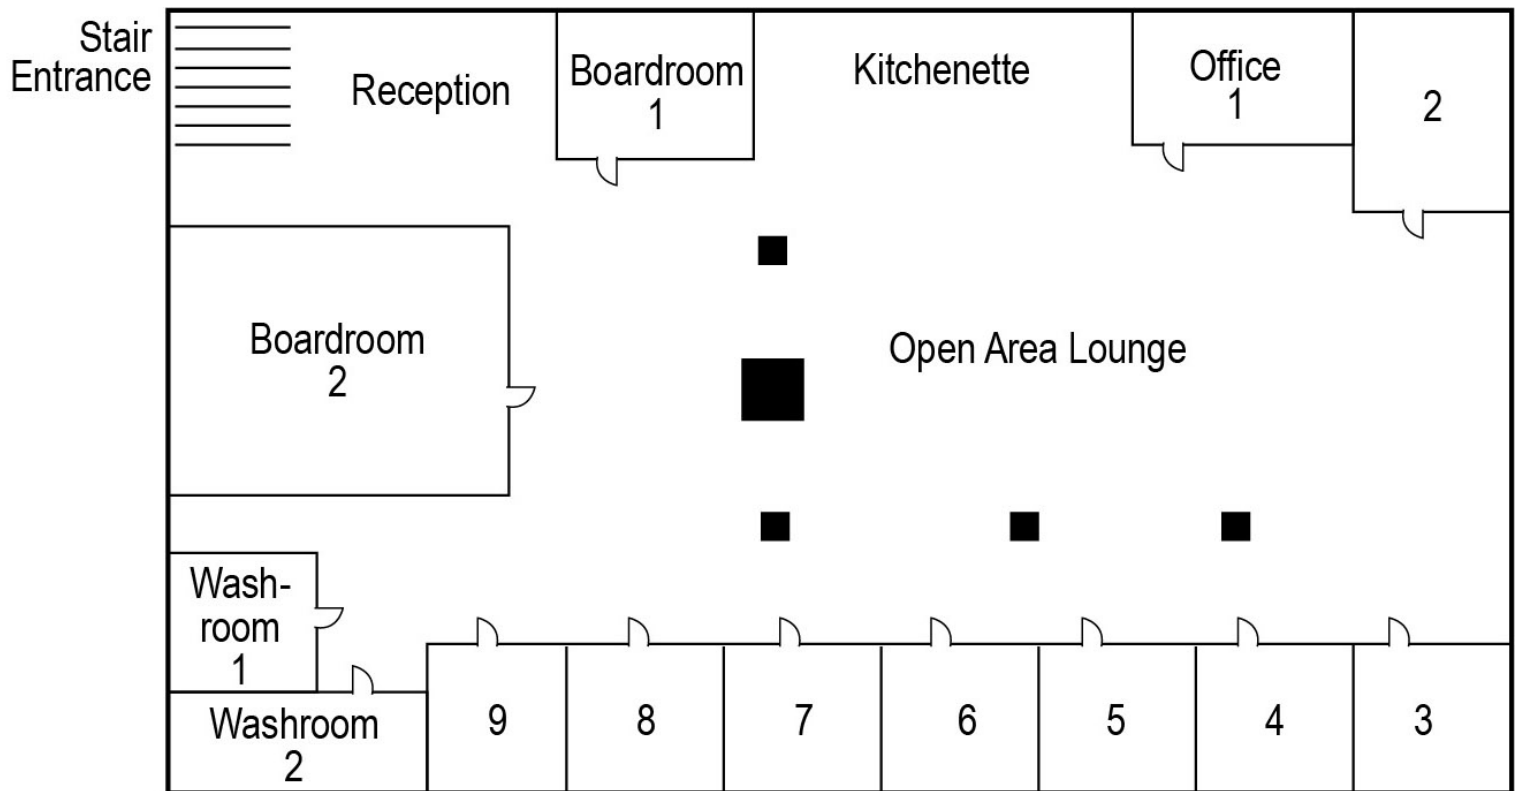 Stair
Entrance
Reception
Boardroom
1
Kitchenette
Office
1
2
Boardroom
2
Open Area Lounge
Wash-
room
1
Washroom
2
9
8
7
6
5
4
3